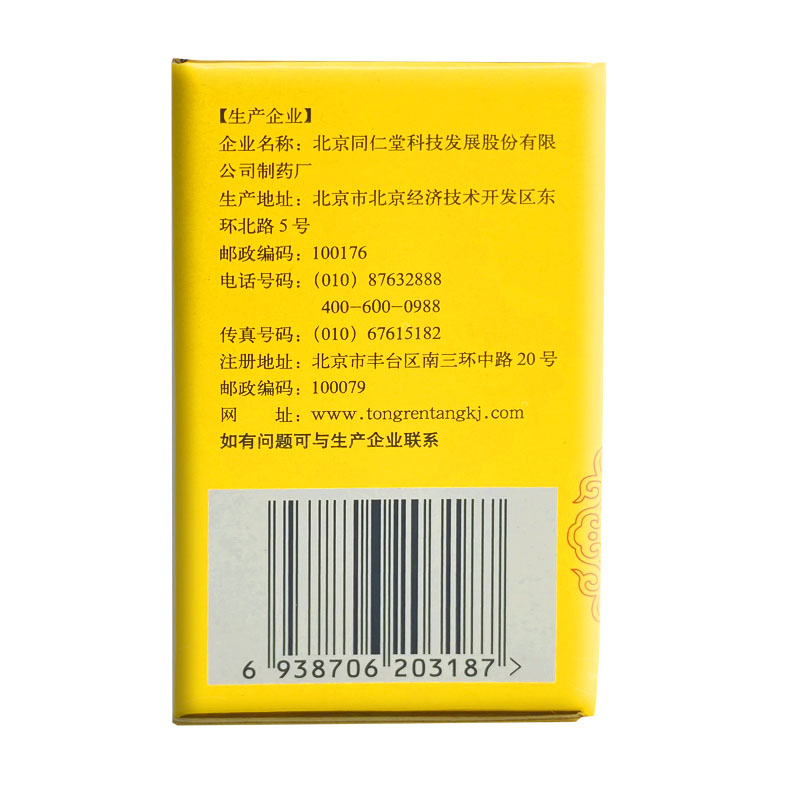 【生产企业】
企业名称：北京同仁堂科技发展股份有限
公司制药厂
生产地址：北京市北京经济技术开发区东
环北路5号
邮政编码：100176
电话号码：（010）87632888
400-600-0988
传真号码：（010）67615182
注册地址：北京市丰台区南三环中路20号
邮政编码：100079
网　　址：www.tongrentangkj.com
如有问题可与生产企业联系
6 938706 203187 >